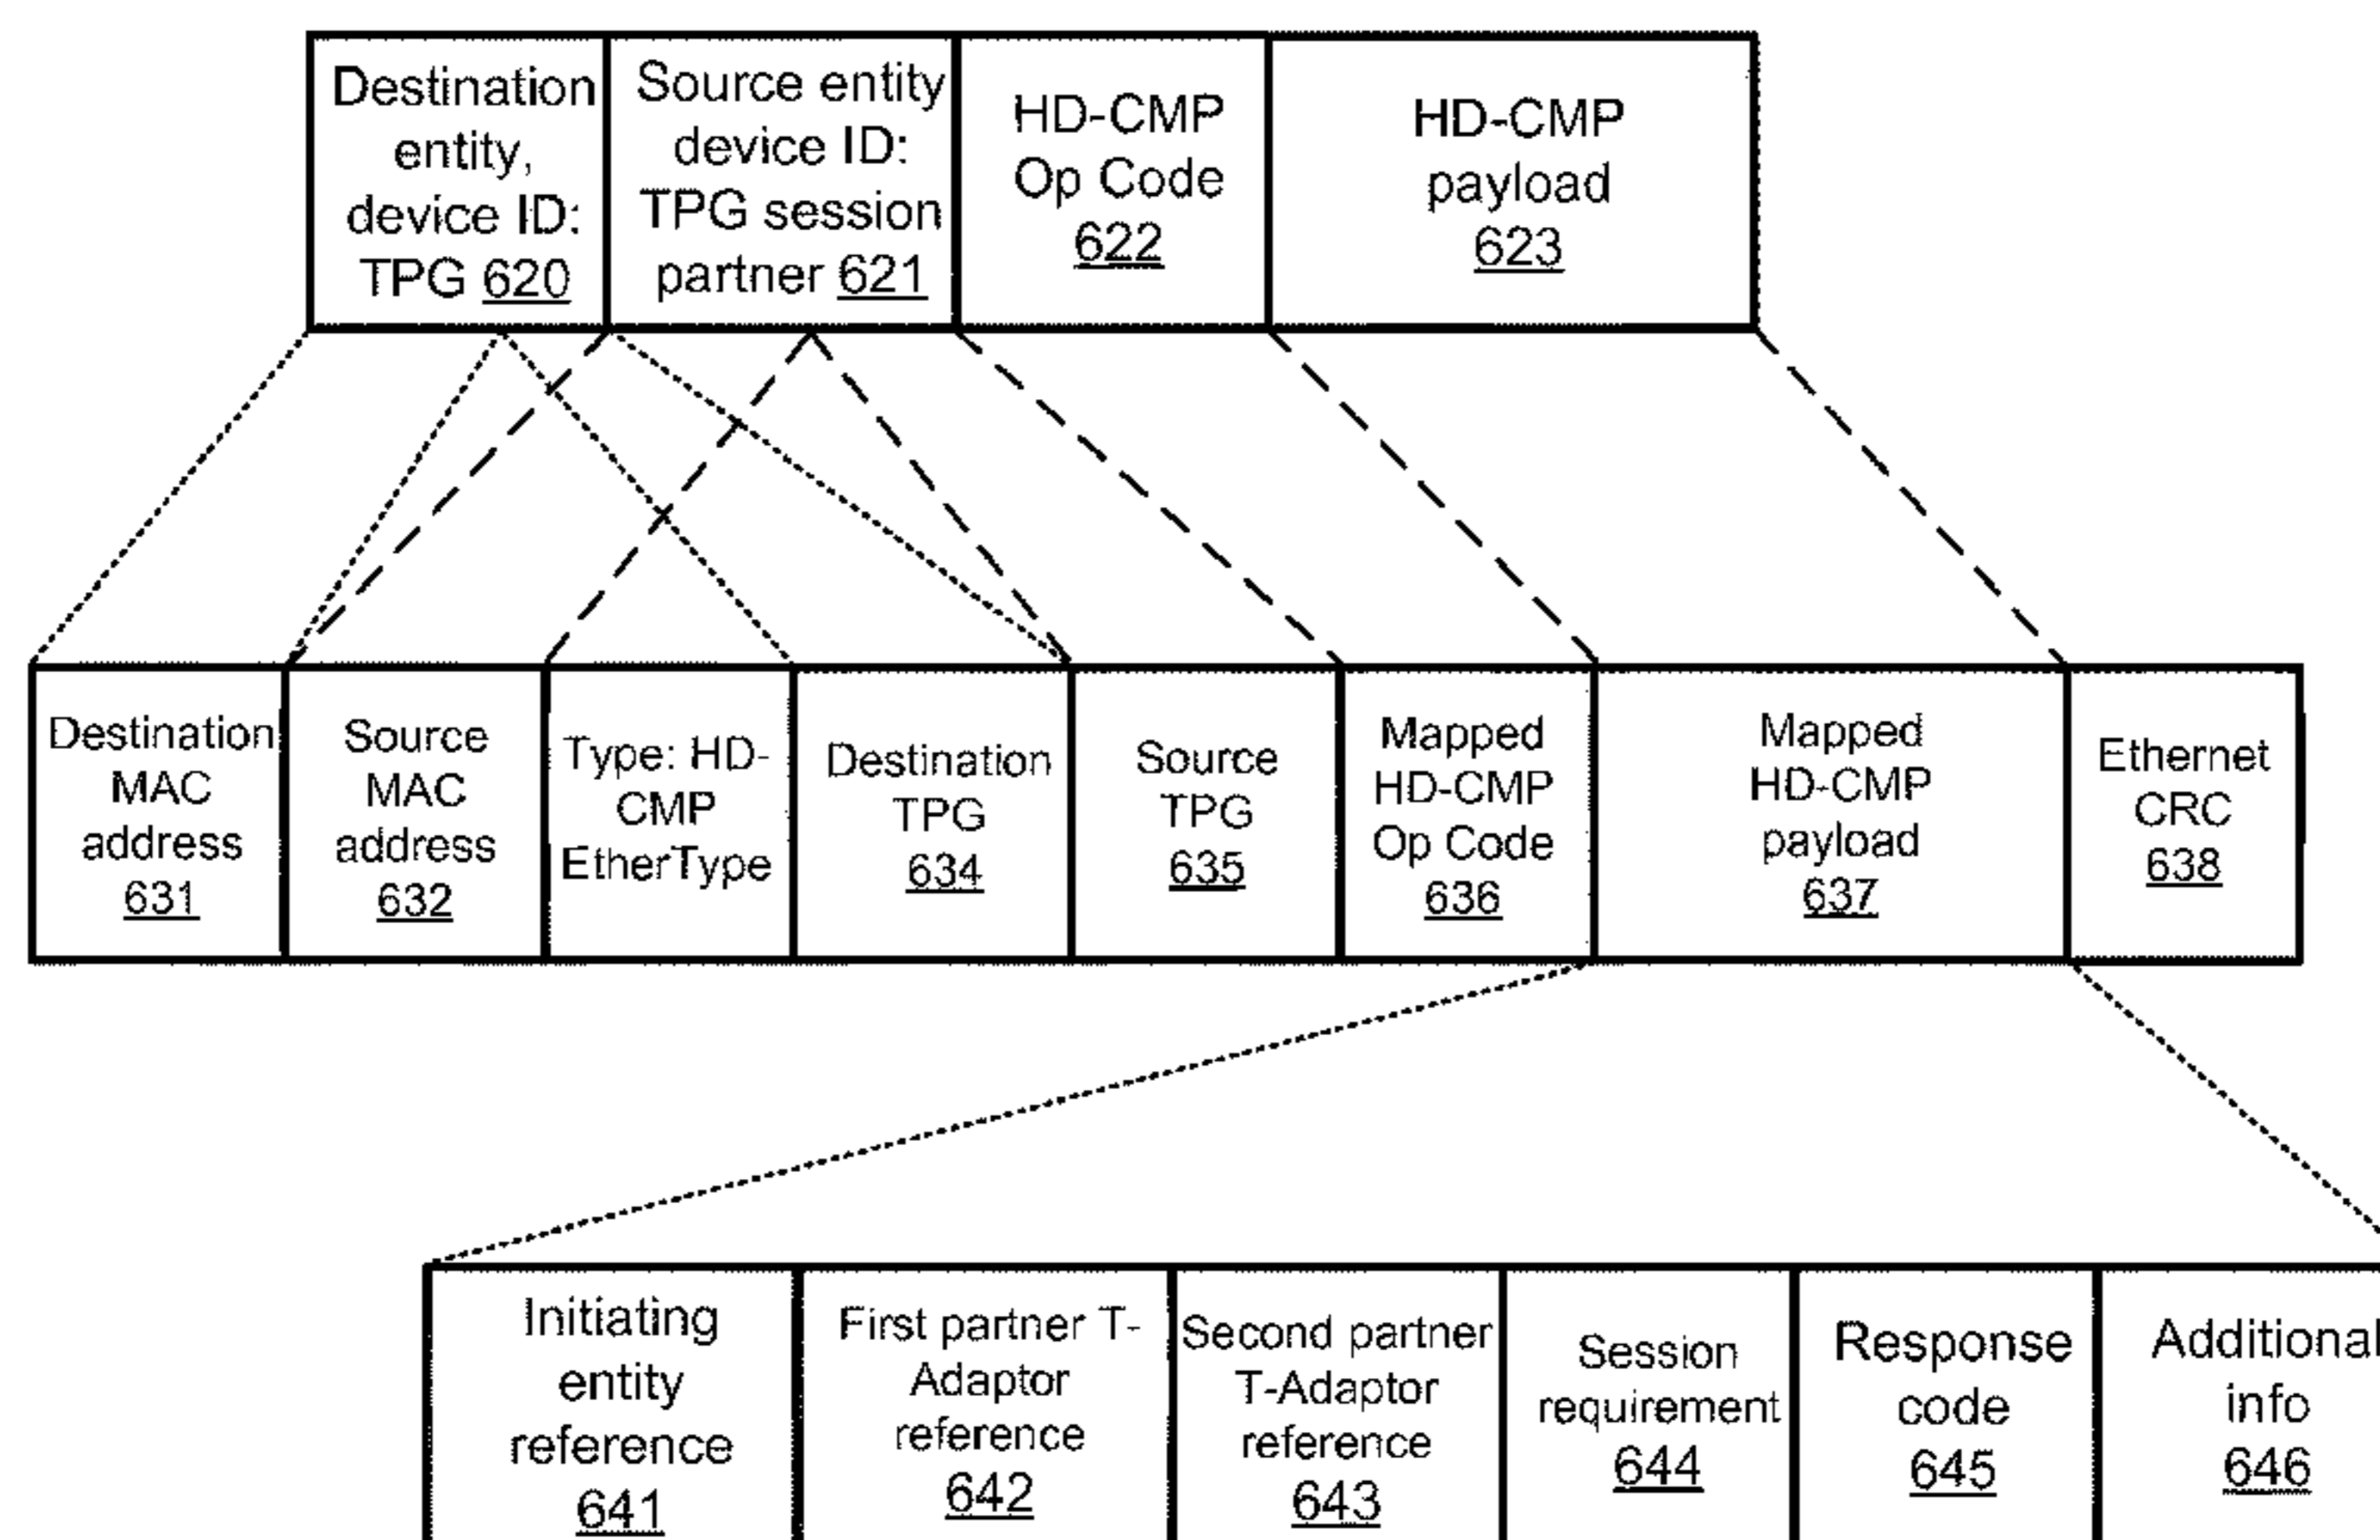 Destination
entity,
device ID:
TPG 620
Source entity
device ID:
TPG session
partner 621
HD-CMP
Op Code
622
HD-CMP
payload
623
Destination
MAC
address
631
Source
MAC
address
632
Type: HD-
CMP
EtherType
Destination
TPG
634
Source
TPG
635
Mapped
HD-CMP
Op Code
636
Mapped
HD-CMP
payload
637
Ethernet
CRC
638
Initiating
entity
reference
641
First partner T-
Adaptor
reference
642
Second partner
T-Adaptor
reference
643
Session
requirement
644
Response
code
645
Additional
info
646